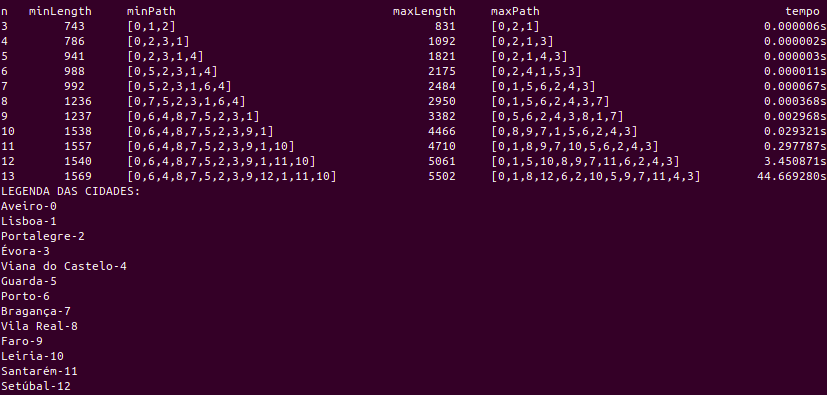 n minLength minPath maxLength maxPath tempo
3 743 [0,1,2] 831 [0,2,1] 0.000006s
4 786 [0,2,3,1] 1092 [0,2,1,3] 0.000002s
5 941 [0,2,3,1,4] 1821 [0,2,1,4,3] 0.000003s
6 988 [0,5,2,3,1,4] 2175 [0,2,4,1,5,3] 0.000011s
7 992 [0,5,2,3,1,6,4] 2484 [0,1,5,6,2,4,3] 0.000067s
8 1236 [0,7,5,2,3,1,6,4] 2950 [0,1,5,6,2,4,3,7] 0.000368s
9 1237 [0,6,4,8,7,5,2,3,1] 3382 [0,5,6,2,4,3,8,1,7] 0.002968s
10 1538 [0,6,4,8,7,5,2,3,9,1] 4466 [0,8,9,7,1,5,6,2,4,3] 0.029321s
11 1557 [0,6,4,8,7,5,2,3,9,1,10] 4710 [0,1,8,9,7,10,5,6,2,4,3] 0.297787s
12 1540 [0,6,4,8,7,5,2,3,9,1,11,10] 5061 [0,1,5,10,8,9,7,11,6,2,4,3] 3.450871s
13 1569 [0,6,4,8,7,5,2,3,9,12,1,11,10] 5502 [0,1,8,12,6,2,10,5,9,7,11,4,3] 44.669280s
LEGENDA DAS CIDADES:
Aveiro-0
Lisboa-1
Portalegre-2
Évora-3
Viana do Castelo-4
Guarda-5
Porto-6
Bragança-7
Vila Real-8
Faro-9
Leiria-10
Santarém-11
Setúbal-12